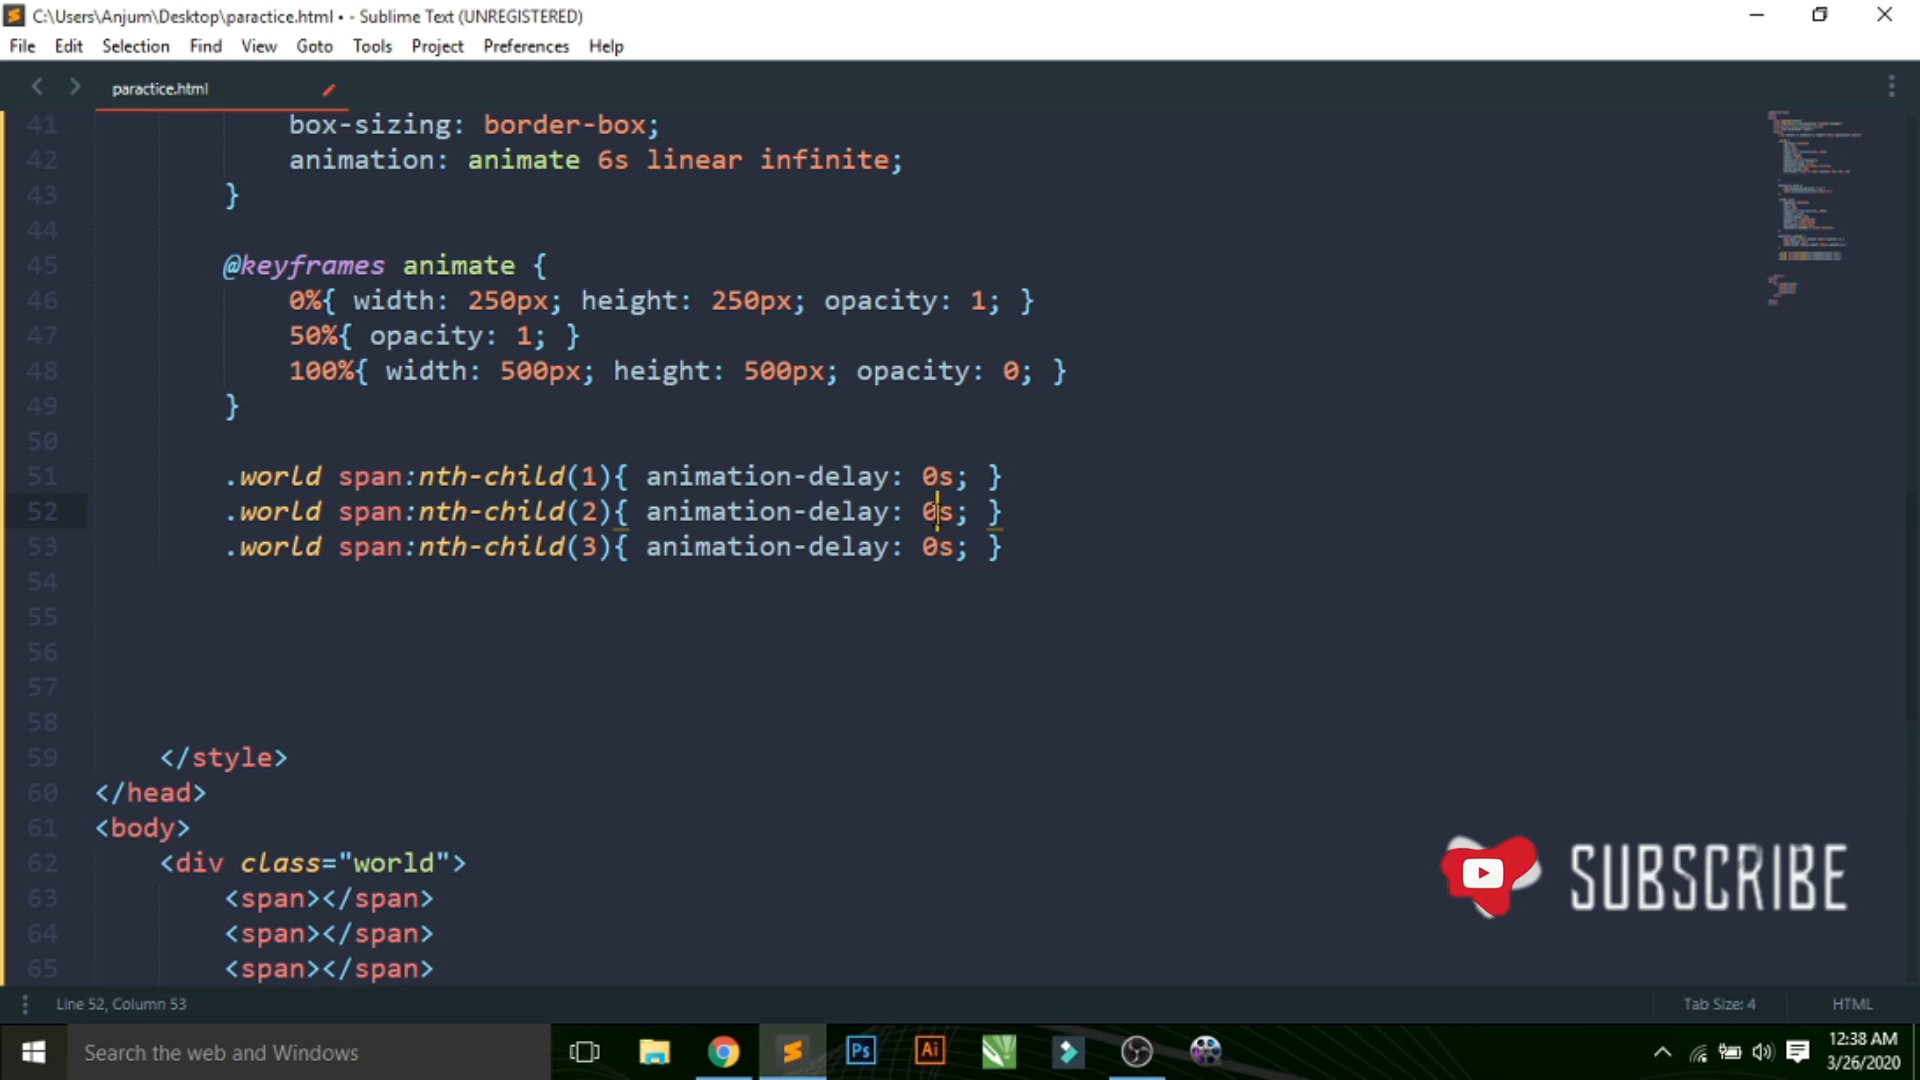 C:\Users\Anjum\Desktop\paractice.html • - Sublime Text (UNREGISTERED)
File Edit Selection Find View Goto Tools Project Preferences Help
paractice.html
41 box-sizing: border-box;
42 animation: animate 6s linear infinite;
43 }
44
45 @keyframes animate {
46 0%{ width: 250px; height: 250px; opacity: 1; }
47 50%{ opacity: 1; }
48 100%{ width: 500px; height: 500px; opacity: 0; }
49 }
50
51 .world span:nth-child(1){ animation-delay: 0s; }
52 .world span:nth-child(2){ animation-delay: 0s; }
53 .world span:nth-child(3){ animation-delay: 0s; }
54
55
56
57
58
59 </style>
60 </head>
61 <body>
62 <div class="world">
63 <span></span>
64 <span></span>
65 <span></span>
SUBSCRIBE
Line 52, Column 53 Tab Size: 4 HTML
Search the web and Windows
Ps
Ai
12:38 AM
3/26/2020